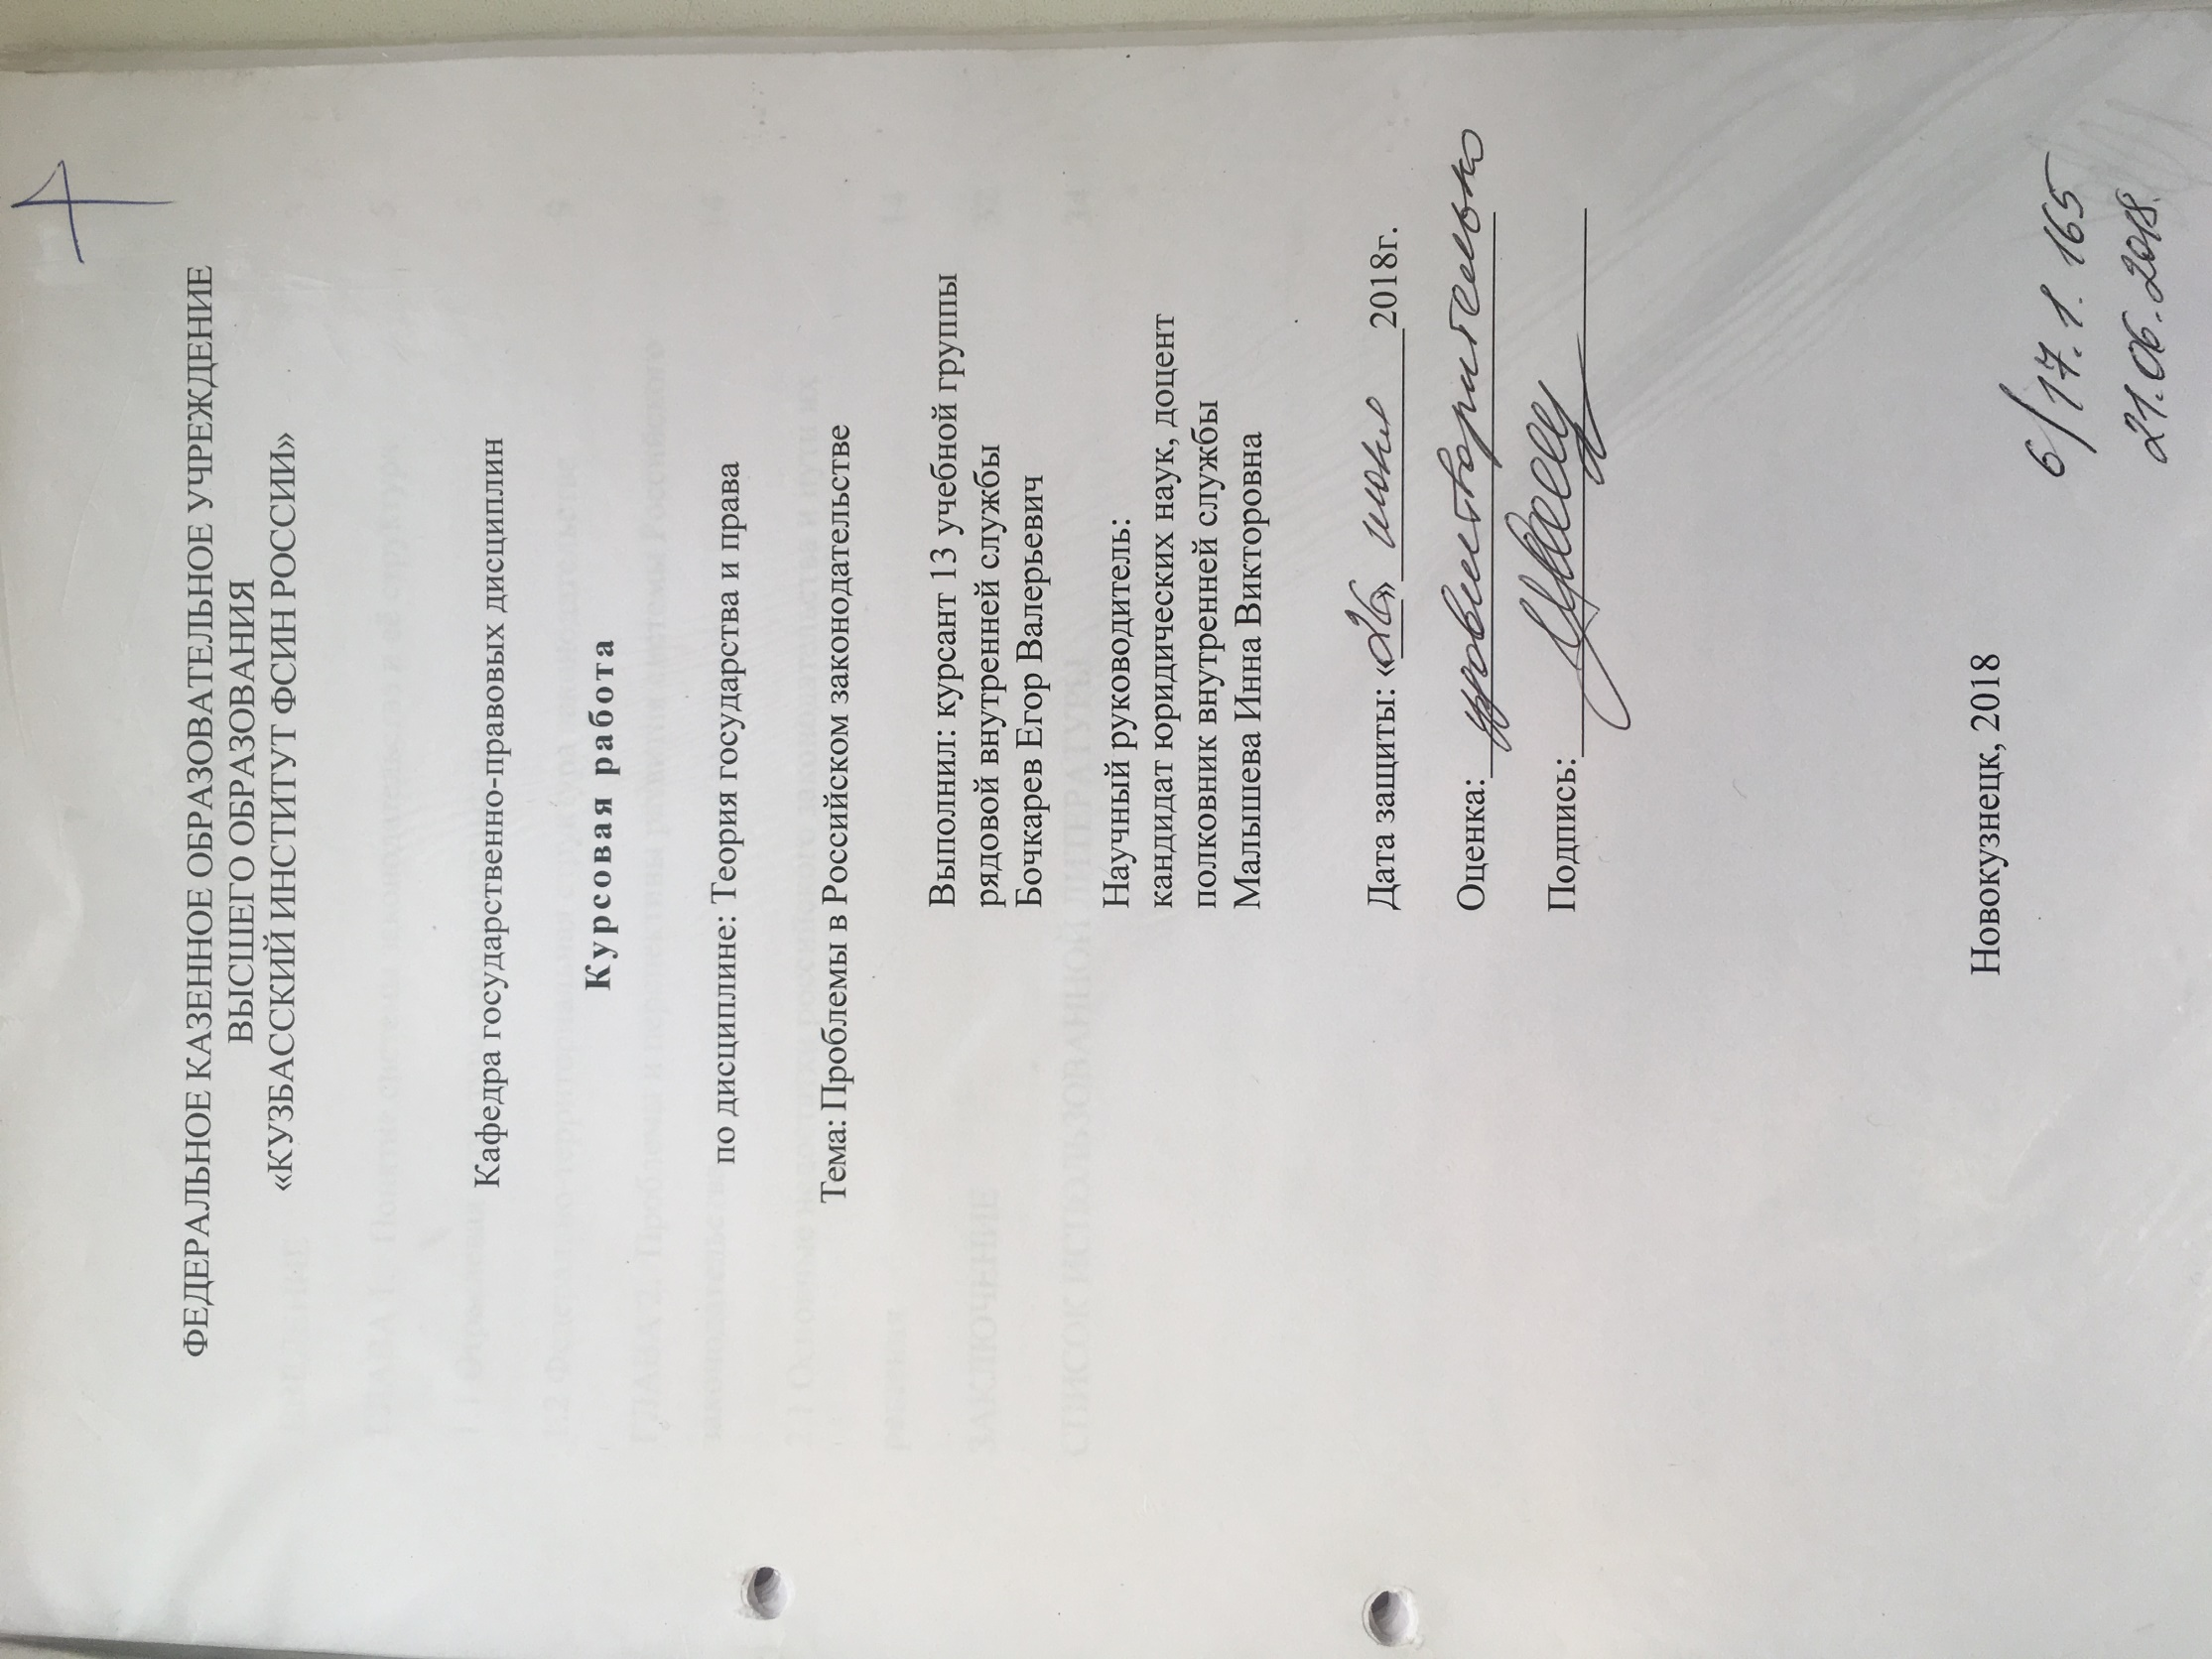 ФЕДЕРАЛЬНОЕ КАЗЕННОЕ ОБРАЗОВАТЕЛЬНОЕ УЧРЕЖДЕНИЕ
ВЫСШЕГО ОБРАЗОВАНИЯ
«КУЗБАССКИЙ ИНСТИТУТ ФСИН РОССИИ»
Кафедра государственно-правовых дисциплин
Курсовая работа
по дисциплине: Теория государства и права
Тема: Проблемы в Российском законодательстве
Выполнил: курсант 13 учебной группы
рядовой внутренней службы
Бочкарев Егор Валерьевич
Научный руководитель:
кандидат юридических наук, доцент
полковник внутренней службы
Малышева Инна Викторовна
Дата защиты: «26» июня 2018г.
Оценка: удовлетворительно
Подпись:
Новокузнецк, 2018
6/17.1.165
21.06.2018.